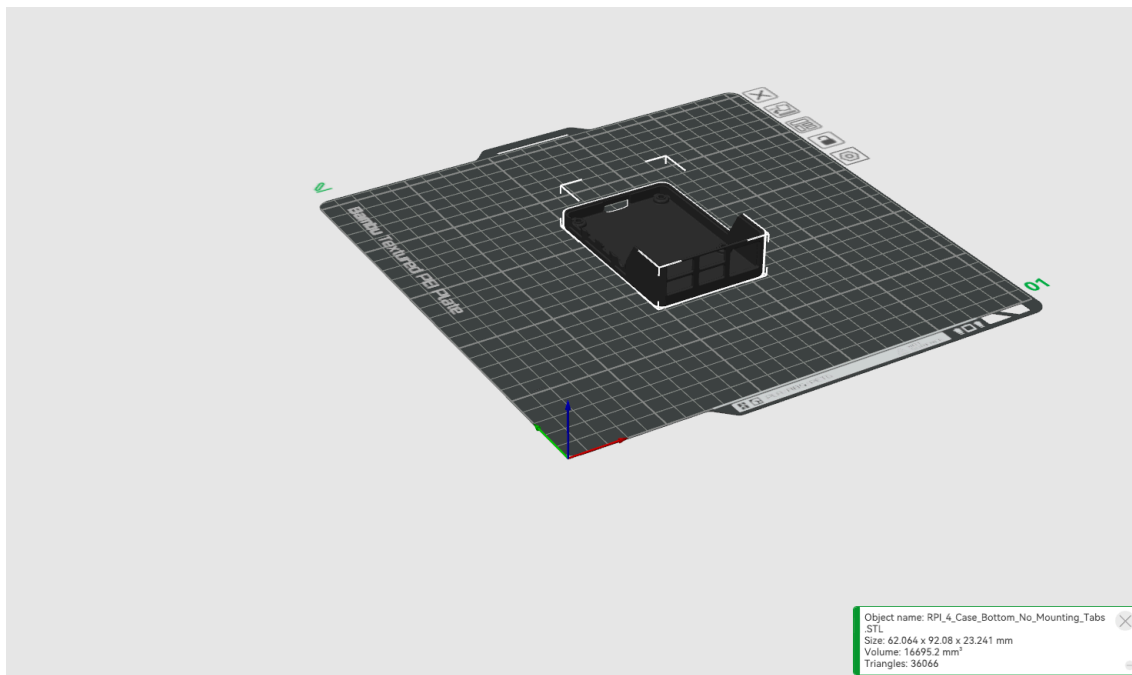 Bambu Textured PEI Plate
01
Object name: RPI_4_Case_Bottom_No_Mounting_Tabs
.STL
Size: 62.064 x 92.08 x 23.241 mm
Volume: 16695.2 mm³
Triangles: 36066